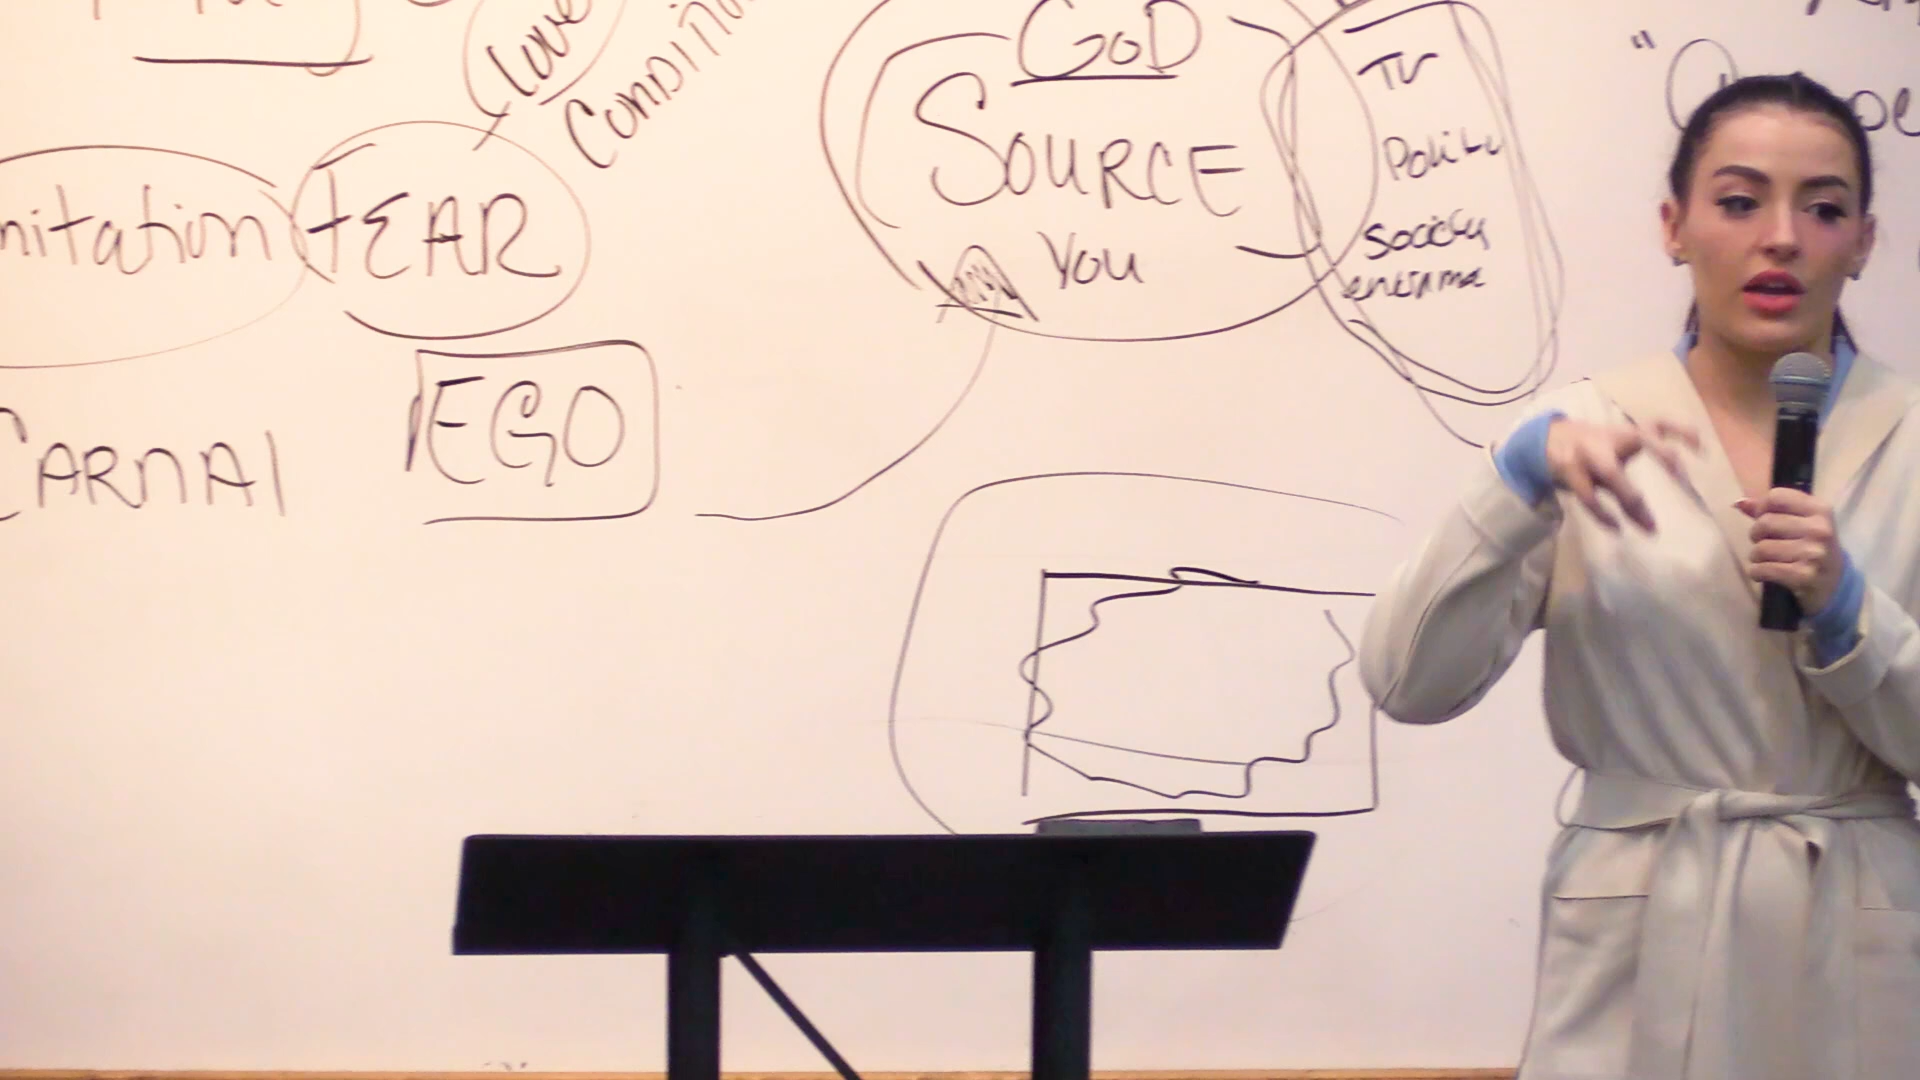 Love
Conditio
nitation
FEAR
EGO
CARNAl
GOD
SOURCE
You
TV
Politi
Society